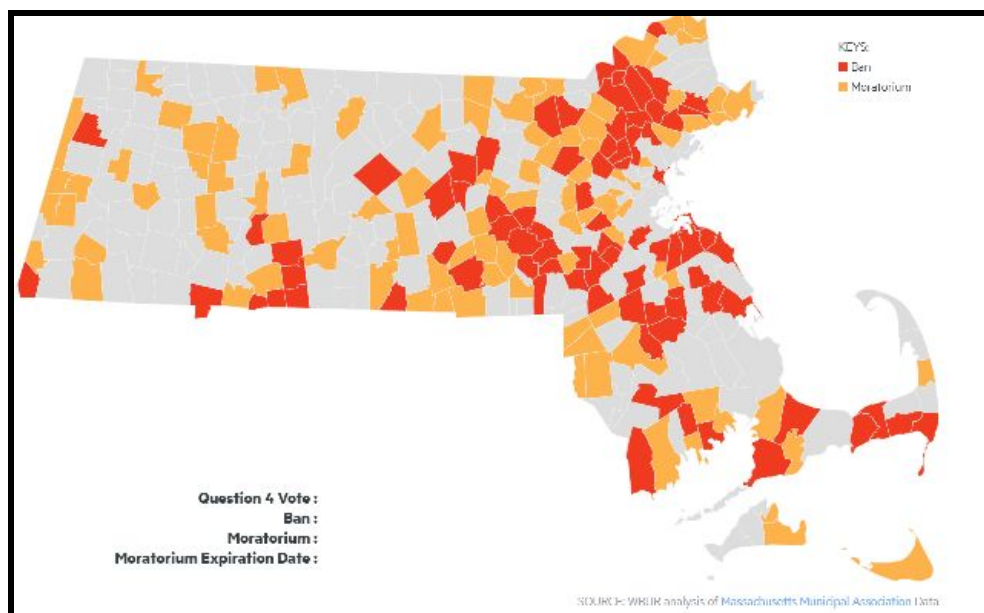 KEYS:
Ban
Moratorium
Question 4 Vote :
Ban :
Moratorium :
Moratorium Expiration Date :
SOURCE: WBUR analysis of Massachusetts Municipal Association Data